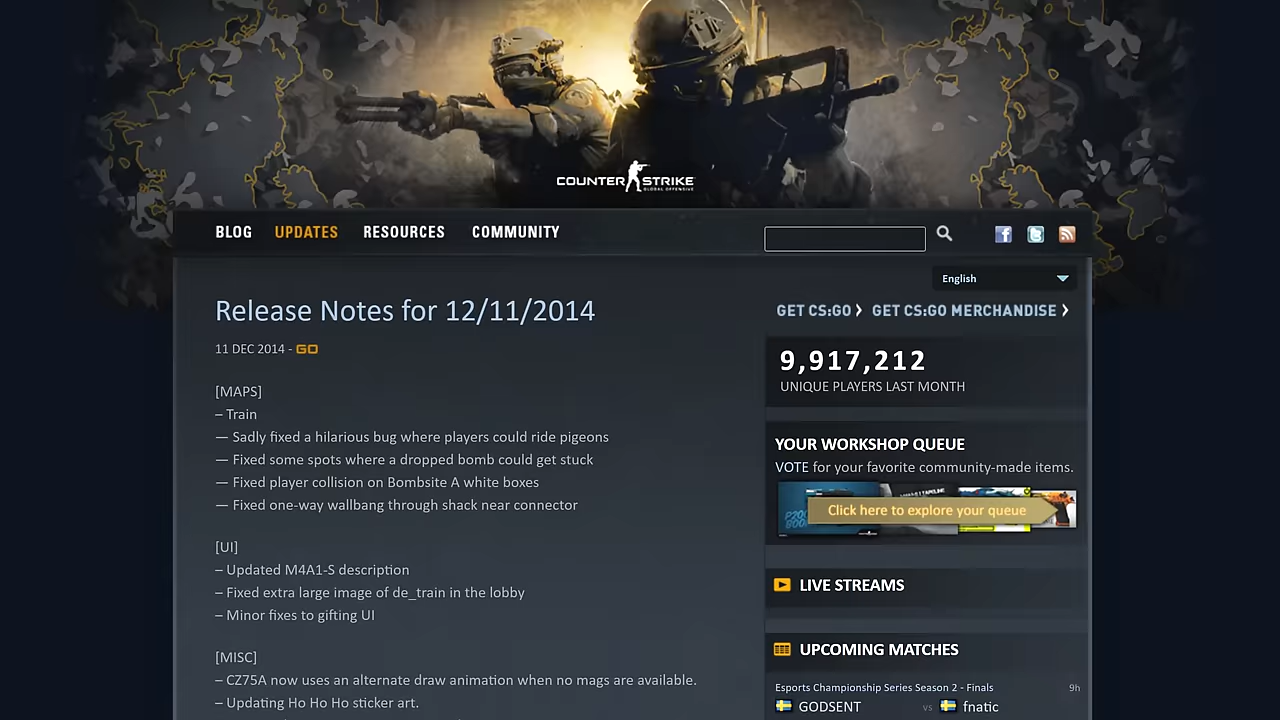 COUNTER STRIKE
GLOBAL OFFENSIVE
BLOG UPDATES RESOURCES COMMUNITY
English
Release Notes for 12/11/2014
11 DEC 2014 - GO
[MAPS]
– Train
— Sadly fixed a hilarious bug where players could ride pigeons
— Fixed some spots where a dropped bomb could get stuck
— Fixed player collision on Bombsite A white boxes
— Fixed one-way wallbang through shack near connector
[UI]
– Updated M4A1-S description
– Fixed extra large image of de_train in the lobby
– Minor fixes to gifting UI
[MISC]
– CZ75A now uses an alternate draw animation when no mags are available.
– Updating Ho Ho Ho sticker art.
GET CS:GO GET CS:GO MERCHANDISE
9,917,212
UNIQUE PLAYERS LAST MONTH
YOUR WORKSHOP QUEUE
VOTE for your favorite community-made items.
Click here to explore your queue
LIVE STREAMS
UPCOMING MATCHES
Esports Championship Series Season 2 - Finals 9h
GODSENT vs fnatic